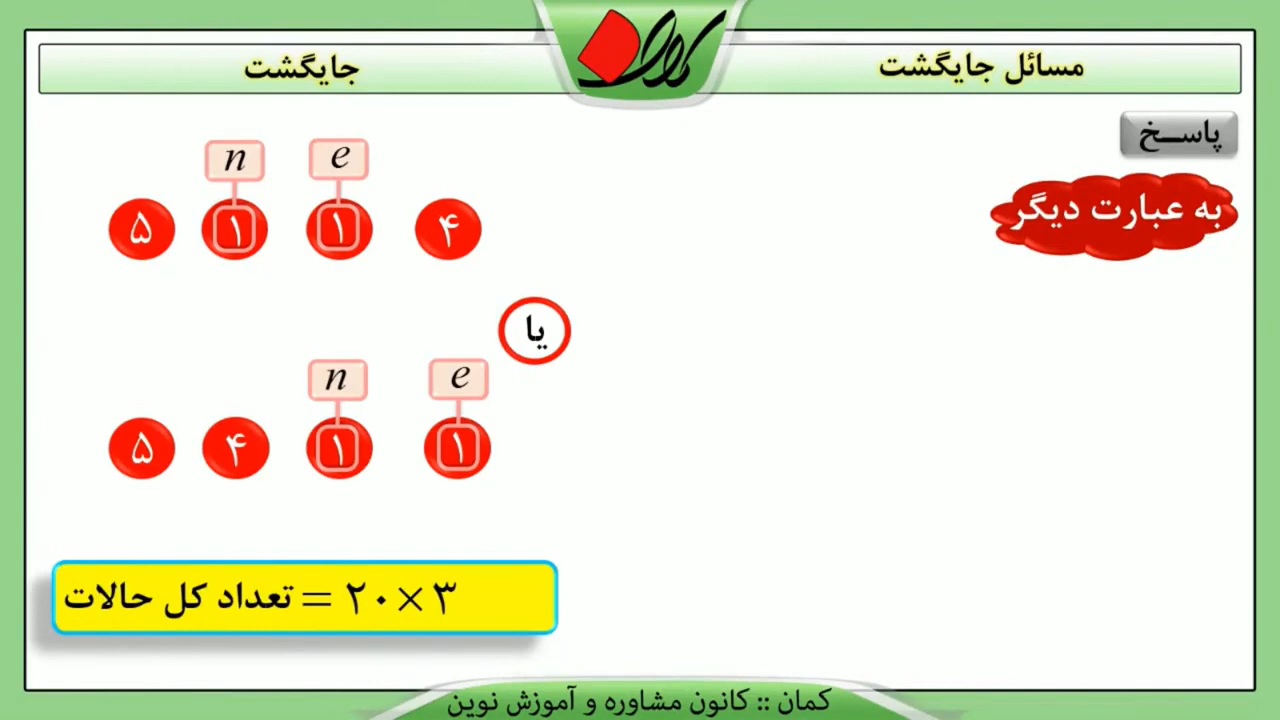 مسائل جایگشت
جایگشت
پاسخ
به عبارت دیگر
n e
۵ ۱ ۱ ۴
یا
n e
۵ ۴ ۱ ۱
تعداد کل حالات = ۲۰×۳
کمان :: کانون مشاوره و آموزش نوین